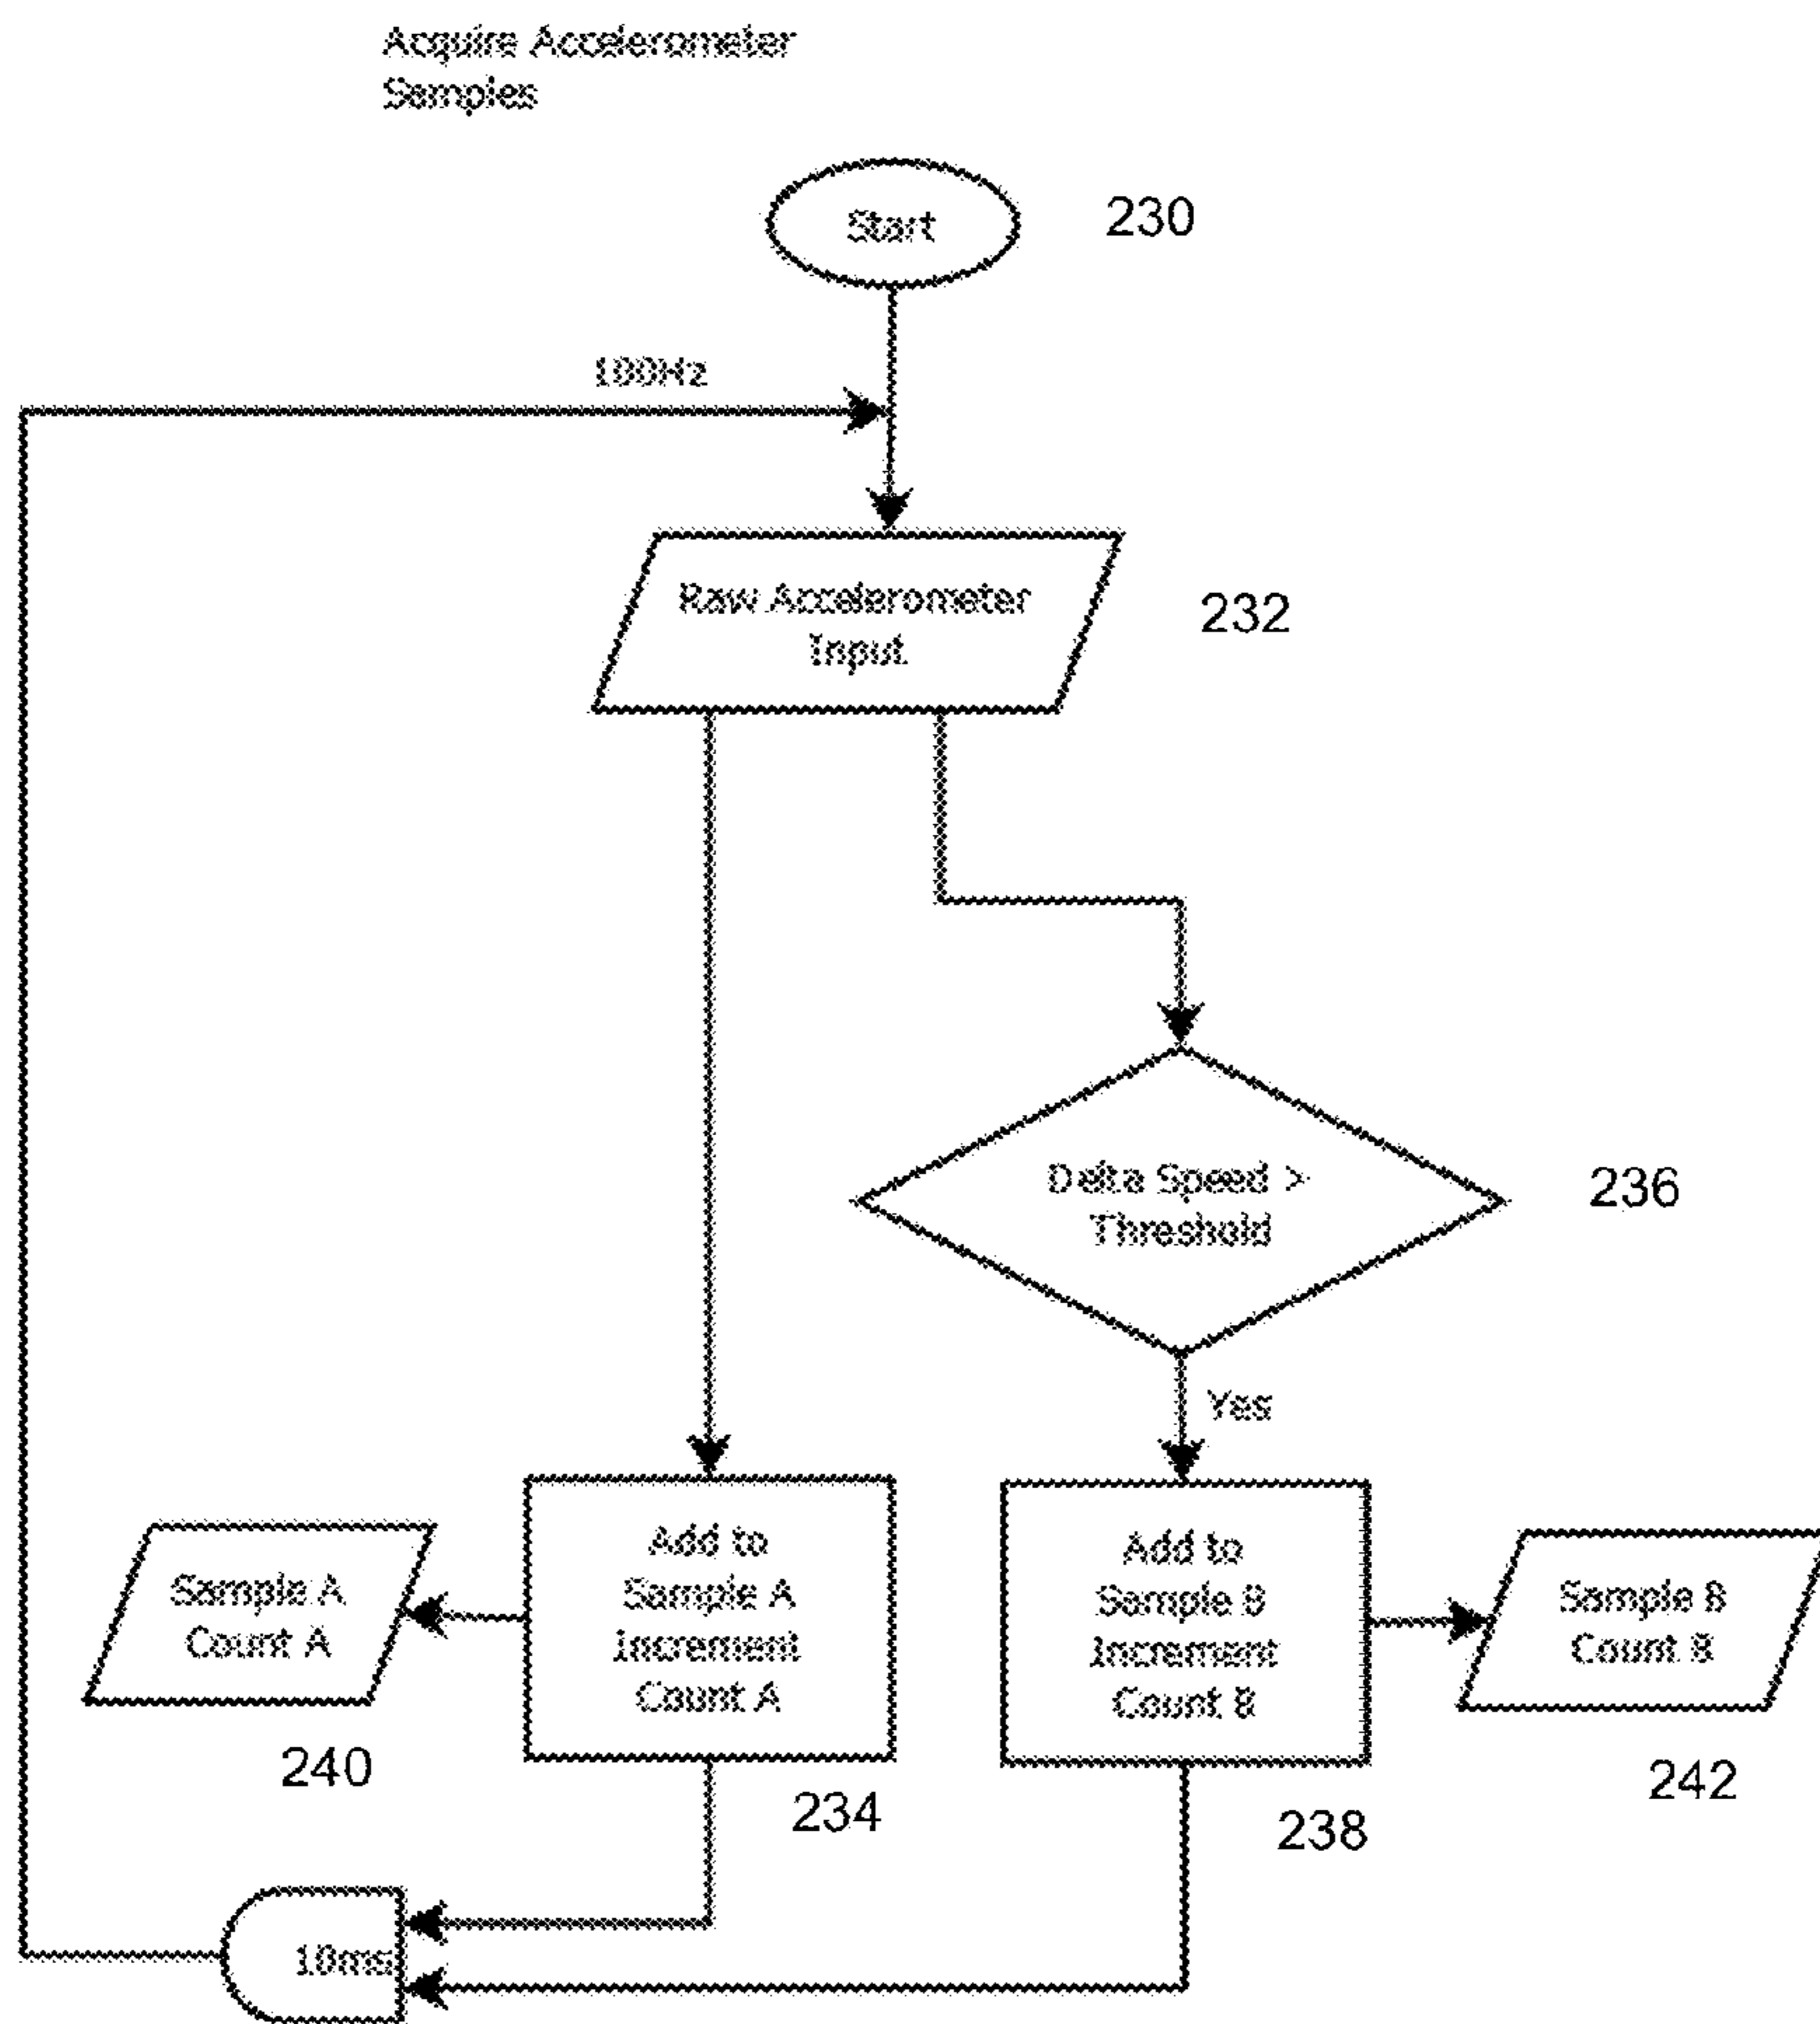 Acquire Accelerometer
Samples
Start
230
100Hz
Raw Accelerometer
Input
232
Delta Speed >
Threshold
236
Yes
Sample A
Count A
240
Add to
Sample A
Increment
Count A
234
Add to
Sample B
Increment
Count B
238
Sample B
Count B
242
10ms